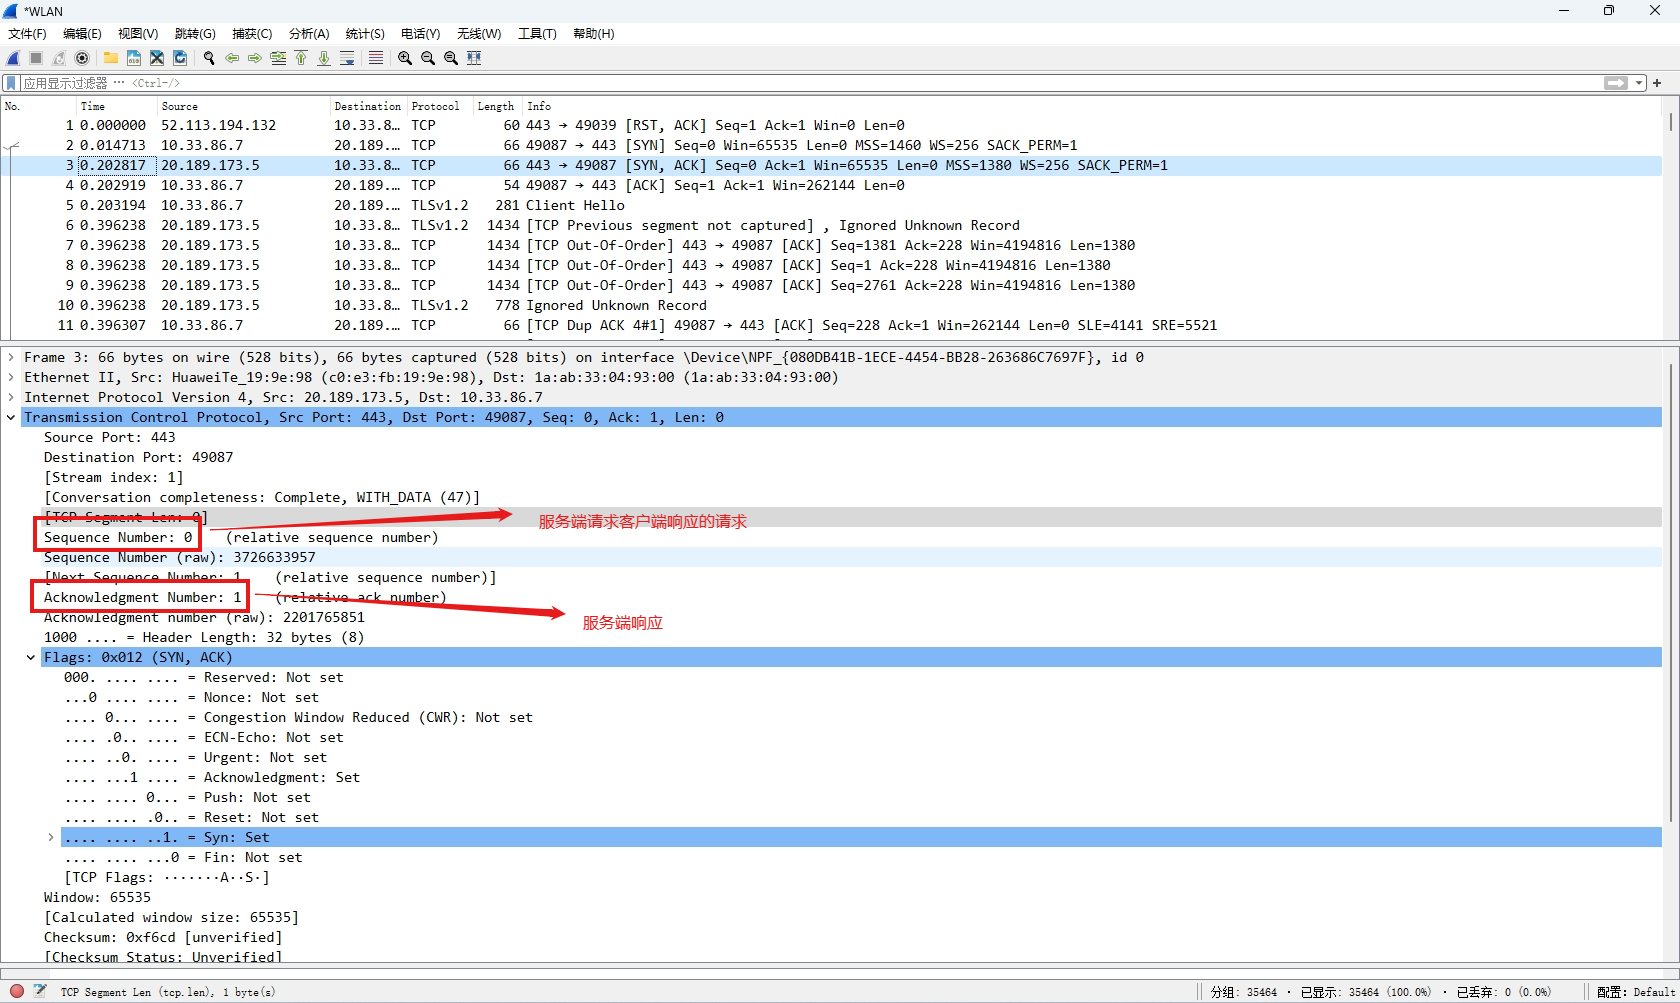 *WLAN
文件(F) 编辑(E) 视图(V) 跳转(G) 捕获(C) 分析(A) 统计(S) 电话(Y) 无线(W) 工具(T) 帮助(H)
应用显示过滤器 … <Ctrl-/>
No. Time Source Destination Protocol Length Info
1 0.000000 52.113.194.132 10.33.8… TCP 60 443 → 49039 [RST, ACK] Seq=1 Ack=1 Win=0 Len=0
2 0.014713 10.33.86.7 20.189.… TCP 66 49087 → 443 [SYN] Seq=0 Win=65535 Len=0 MSS=1460 WS=256 SACK_PERM=1
3 0.202817 20.189.173.5 10.33.8… TCP 66 443 → 49087 [SYN, ACK] Seq=0 Ack=1 Win=65535 Len=0 MSS=1380 WS=256 SACK_PERM=1
4 0.202919 10.33.86.7 20.189.… TCP 54 49087 → 443 [ACK] Seq=1 Ack=1 Win=262144 Len=0
5 0.203194 10.33.86.7 20.189.… TLSv1.2 281 Client Hello
6 0.396238 20.189.173.5 10.33.8… TLSv1.2 1434 [TCP Previous segment not captured] , Ignored Unknown Record
7 0.396238 20.189.173.5 10.33.8… TCP 1434 [TCP Out-Of-Order] 443 → 49087 [ACK] Seq=1381 Ack=228 Win=4194816 Len=1380
8 0.396238 20.189.173.5 10.33.8… TCP 1434 [TCP Out-Of-Order] 443 → 49087 [ACK] Seq=1 Ack=228 Win=4194816 Len=1380
9 0.396238 20.189.173.5 10.33.8… TCP 1434 [TCP Out-Of-Order] 443 → 49087 [ACK] Seq=2761 Ack=228 Win=4194816 Len=1380
10 0.396238 20.189.173.5 10.33.8… TLSv1.2 778 Ignored Unknown Record
11 0.396307 10.33.86.7 20.189.… TCP 66 [TCP Dup ACK 4#1] 49087 → 443 [ACK] Seq=228 Ack=1 Win=262144 Len=0 SLE=4141 SRE=5521
Frame 3: 66 bytes on wire (528 bits), 66 bytes captured (528 bits) on interface \Device\NPF_{080DB41B-1ECE-4454-BB28-263686C7697F}, id 0
Ethernet II, Src: HuaweiTe_19:9e:98 (c0:e3:fb:19:9e:98), Dst: 1a:ab:33:04:93:00 (1a:ab:33:04:93:00)
Internet Protocol Version 4, Src: 20.189.173.5, Dst: 10.33.86.7
Transmission Control Protocol, Src Port: 443, Dst Port: 49087, Seq: 0, Ack: 1, Len: 0
Source Port: 443
Destination Port: 49087
[Stream index: 1]
[Conversation completeness: Complete, WITH_DATA (47)]
[TCP Segment Len: 0]
服务端请求客户端响应的请求
Sequence Number: 0 (relative sequence number)
Sequence Number (raw): 3726633957
[Next Sequence Number: 1 (relative sequence number)]
Acknowledgment Number: 1 (relative ack number)
Acknowledgment number (raw): 2201765851
服务端响应
1000 .... = Header Length: 32 bytes (8)
Flags: 0x012 (SYN, ACK)
000. .... .... = Reserved: Not set
...0 .... .... = Nonce: Not set
.... 0... .... = Congestion Window Reduced (CWR): Not set
.... .0.. .... = ECN-Echo: Not set
.... ..0. .... = Urgent: Not set
.... ...1 .... = Acknowledgment: Set
.... .... 0... = Push: Not set
.... .... .0.. = Reset: Not set
.... .... ..1. = Syn: Set
.... .... ...0 = Fin: Not set
[TCP Flags: ·······A··S·]
Window: 65535
[Calculated window size: 65535]
Checksum: 0xf6cd [unverified]
[Checksum Status: Unverified]
TCP Segment Len (tcp.len), 1 byte(s) 分组: 35464 · 已显示: 35464 (100.0%) · 已丢弃: 0 (0.0%) 配置: Default